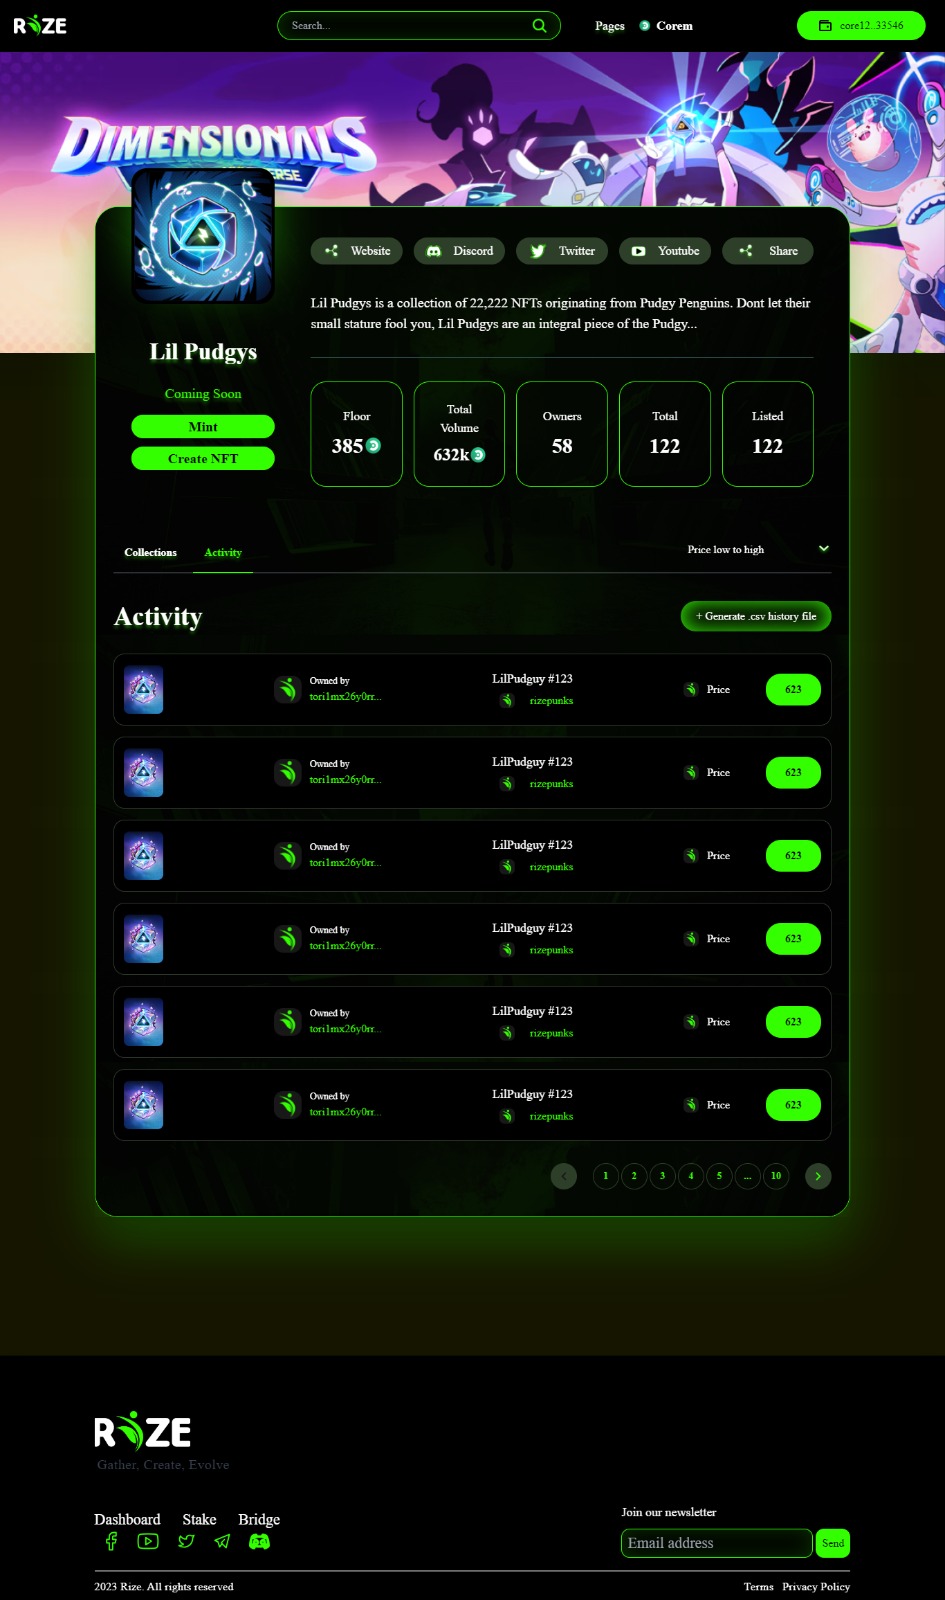 RIZE
Search...
Pages
Corem
core12..33546
DIMENSIONALS
ERSE
Website
Discord
Twitter
Youtube
Share
Lil Pudgys is a collection of 22,222 NFTs originating from Pudgy Penguins. Dont let their
small stature fool you, Lil Pudgys are an integral piece of the Pudgy...
Lil Pudgys
Coming Soon
Mint
Create NFT
Floor
385
Total
Volume
632k
Owners
58
Total
122
Listed
122
Collections
Activity
Price low to high
Activity
+ Generate .csv history file
Owned by
tori1mx26y0rr...
LilPudguy #123
rizepunks
Price
623
Owned by
tori1mx26y0rr...
LilPudguy #123
rizepunks
Price
623
Owned by
tori1mx26y0rr...
LilPudguy #123
rizepunks
Price
623
Owned by
tori1mx26y0rr...
LilPudguy #123
rizepunks
Price
623
Owned by
tori1mx26y0rr...
LilPudguy #123
rizepunks
Price
623
Owned by
tori1mx26y0rr...
LilPudguy #123
rizepunks
Price
623
1 2 3 4 5 ... 10
RIZE
Gather, Create, Evolve
Dashboard Stake Bridge
Join our newsletter
Email address
Send
2023 Rize. All rights reserved
Terms Privacy Policy